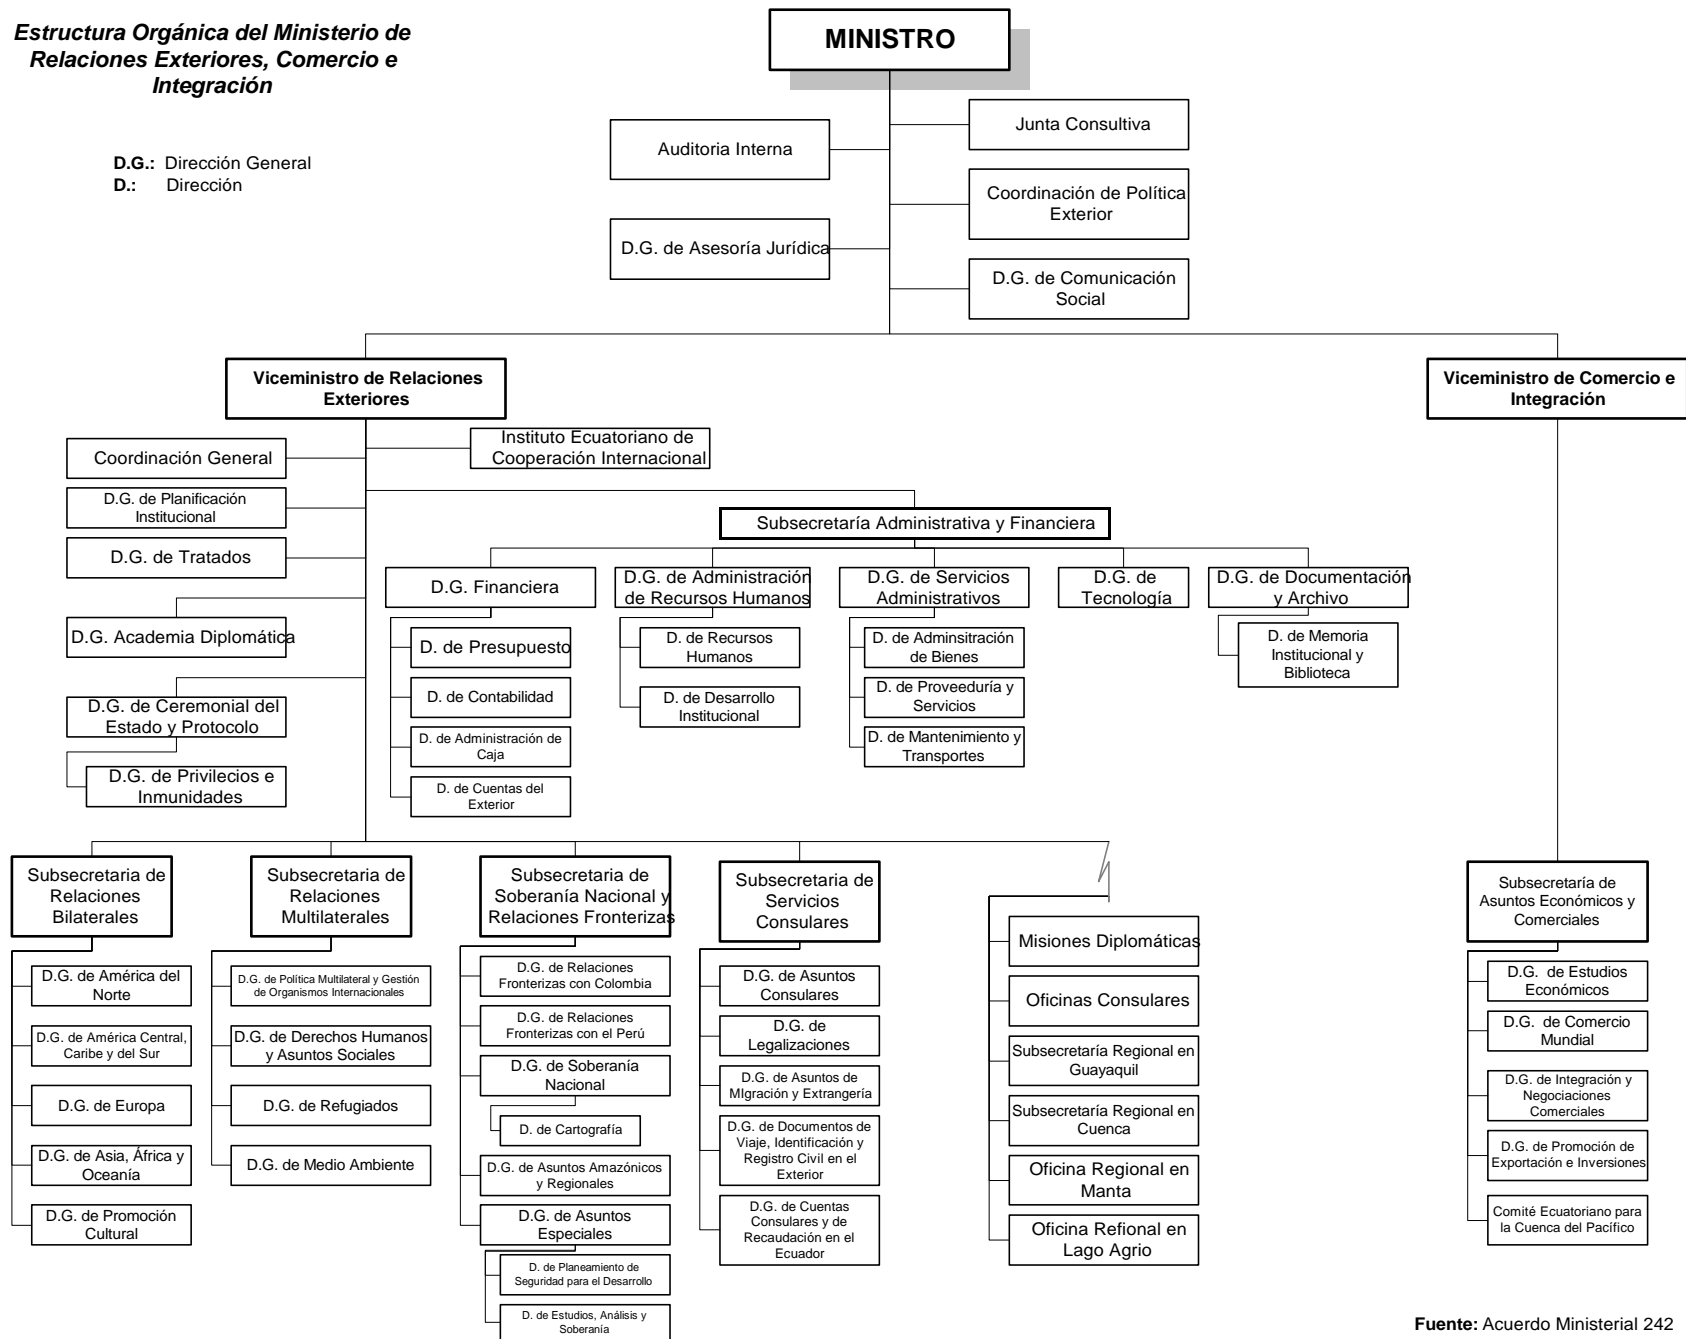 Estructura Orgánica del Ministerio de
Relaciones Exteriores, Comercio e
Integración
D.G.: Dirección General
D.: Dirección
MINISTRO
Auditoria Interna
Junta Consultiva
Coordinación de Política
Exterior
D.G. de Asesoría Jurídica
D.G. de Comunicación
Social
Viceministro de Relaciones
Exteriores
Viceministro de Comercio e
Integración
Coordinación General
Instituto Ecuatoriano de
Cooperación Internacional
D.G. de Planificación
Institucional
D.G. de Tratados
D.G. Academia Diplomática
D.G. de Ceremonial del
Estado y Protocolo
D.G. de Privilecios e
Inmunidades
Subsecretaría Administrativa y Financiera
D.G. Financiera
D. de Presupuesto
D. de Contabilidad
D. de Administración de
Caja
D. de Cuentas del
Exterior
D.G. de Administración
de Recursos Humanos
D. de Recursos
Humanos
D. de Desarrollo
Institucional
D.G. de Servicios
Administrativos
D. de Adminsitración
de Bienes
D. de Proveeduría y
Servicios
D. de Mantenimiento y
Transportes
D.G. de
Tecnología
D.G. de Documentación
y Archivo
D. de Memoria
Institucional y
Biblioteca
Subsecretaria de
Relaciones
Bilaterales
D.G. de América del
Norte
D.G. de América Central,
Caribe y del Sur
D.G. de Europa
D.G. de Asia, África y
Oceanía
D.G. de Promoción
Cultural
Subsecretaria de
Relaciones
Multilaterales
D.G. de Política Multilateral y Gestión
de Organismos Internacionales
D.G. de Derechos Humanos
y Asuntos Sociales
D.G. de Refugiados
D.G. de Medio Ambiente
Subsecretaria de
Soberanía Nacional y
Relaciones Fronterizas
D.G. de Relaciones
Fronterizas con Colombia
D.G. de Relaciones
Fronterizas con el Perú
D.G. de Soberanía
Nacional
D. de Cartografía
D.G. de Asuntos Amazónicos
y Regionales
D.G. de Asuntos
Especiales
D. de Planeamiento de
Seguridad para el Desarrollo
D. de Estudios, Análisis y
Soberanía
Subsecretaria de
Servicios
Consulares
D.G. de Asuntos
Consulares
D.G. de
Legalizaciones
D.G. de Asuntos de
MIgración y Extrangería
D.G. de Documentos de
Viaje, Identificación y
Registro Civil en el
Exterior
D.G. de Cuentas
Consulares y de
Recaudación en el
Ecuador
Misiones Diplomáticas
Oficinas Consulares
Subsecretaría Regional en
Guayaquil
Subsecretaría Regional en
Cuenca
Oficina Regional en
Manta
Oficina Refional en
Lago Agrio
Subsecretaría de
Asuntos Económicos y
Comerciales
D.G. de Estudios
Económicos
D.G. de Comercio
Mundial
D.G. de Integración y
Negociaciones
Comerciales
D.G. de Promoción de
Exportación e Inversiones
Comité Ecuatoriano para
la Cuenca del Pacífico
Fuente: Acuerdo Ministerial 242